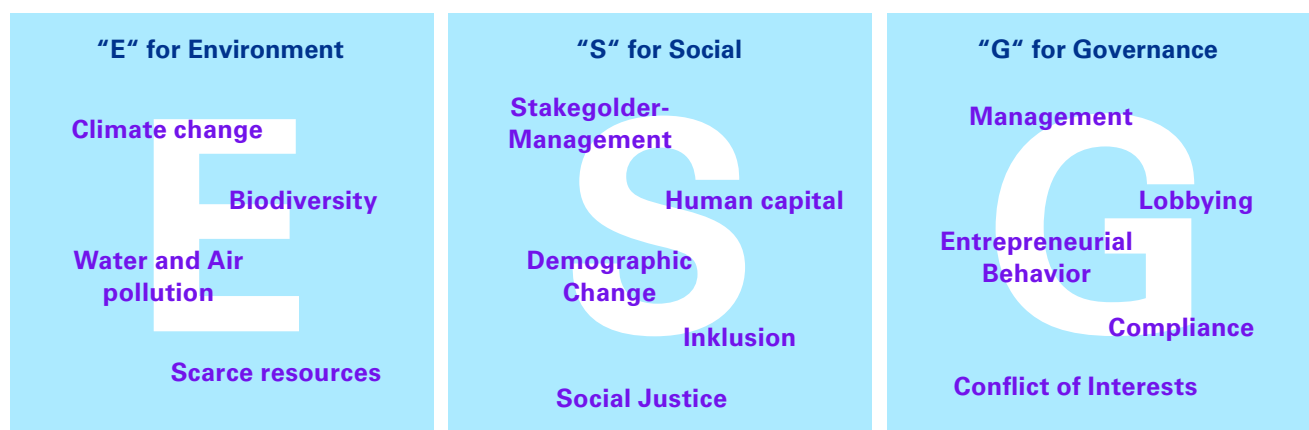 “E“ for Environment
Climate change
Biodiversity
Water and Air
pollution
Scarce resources
E
“S“ for Social
Stakegolder-
Management
Human capital
Demographic
Change
Inklusion
Social Justice
S
“G“ for Governance
Management
Lobbying
Entrepreneurial
Behavior
Compliance
Conflict of Interests
G